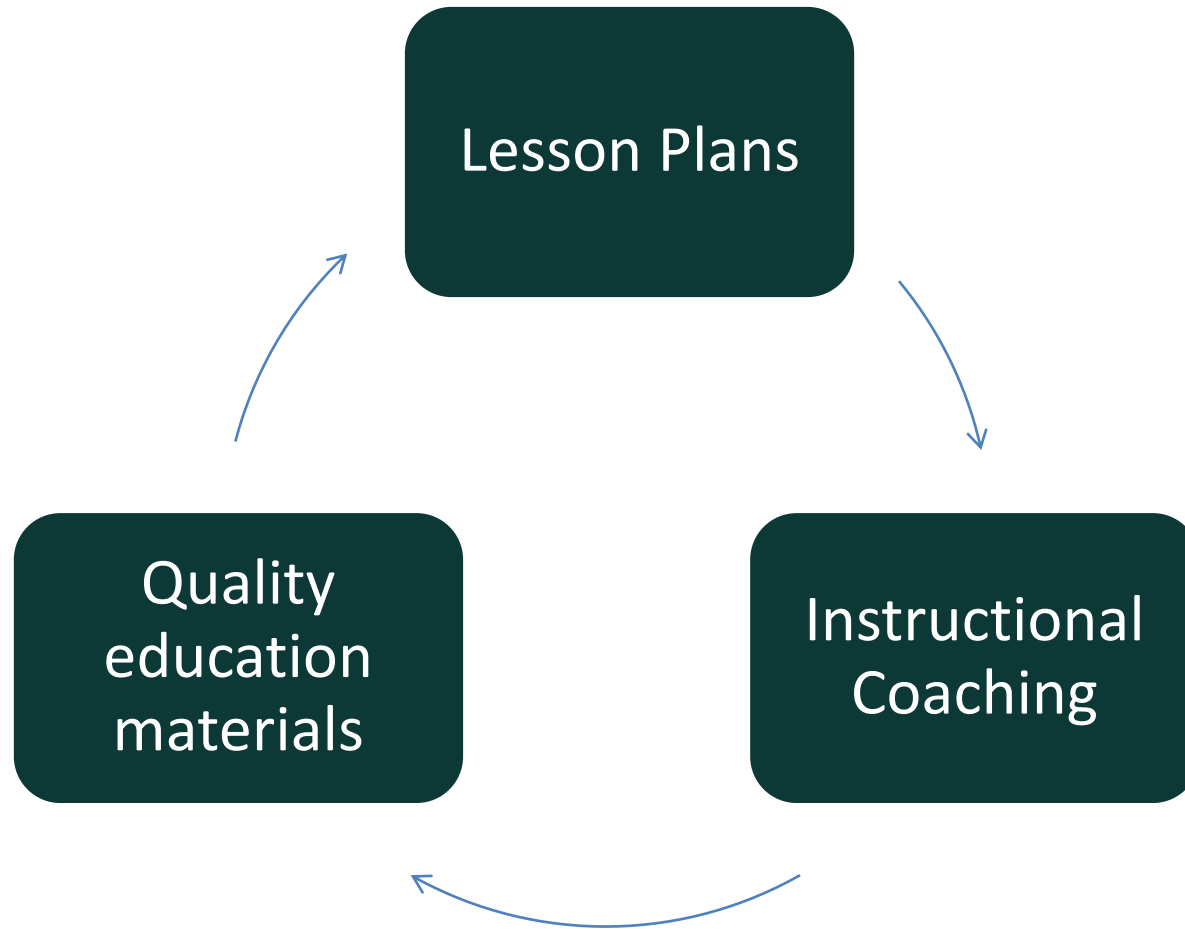 Lesson Plans
Quality
education
materials
Instructional
Coaching